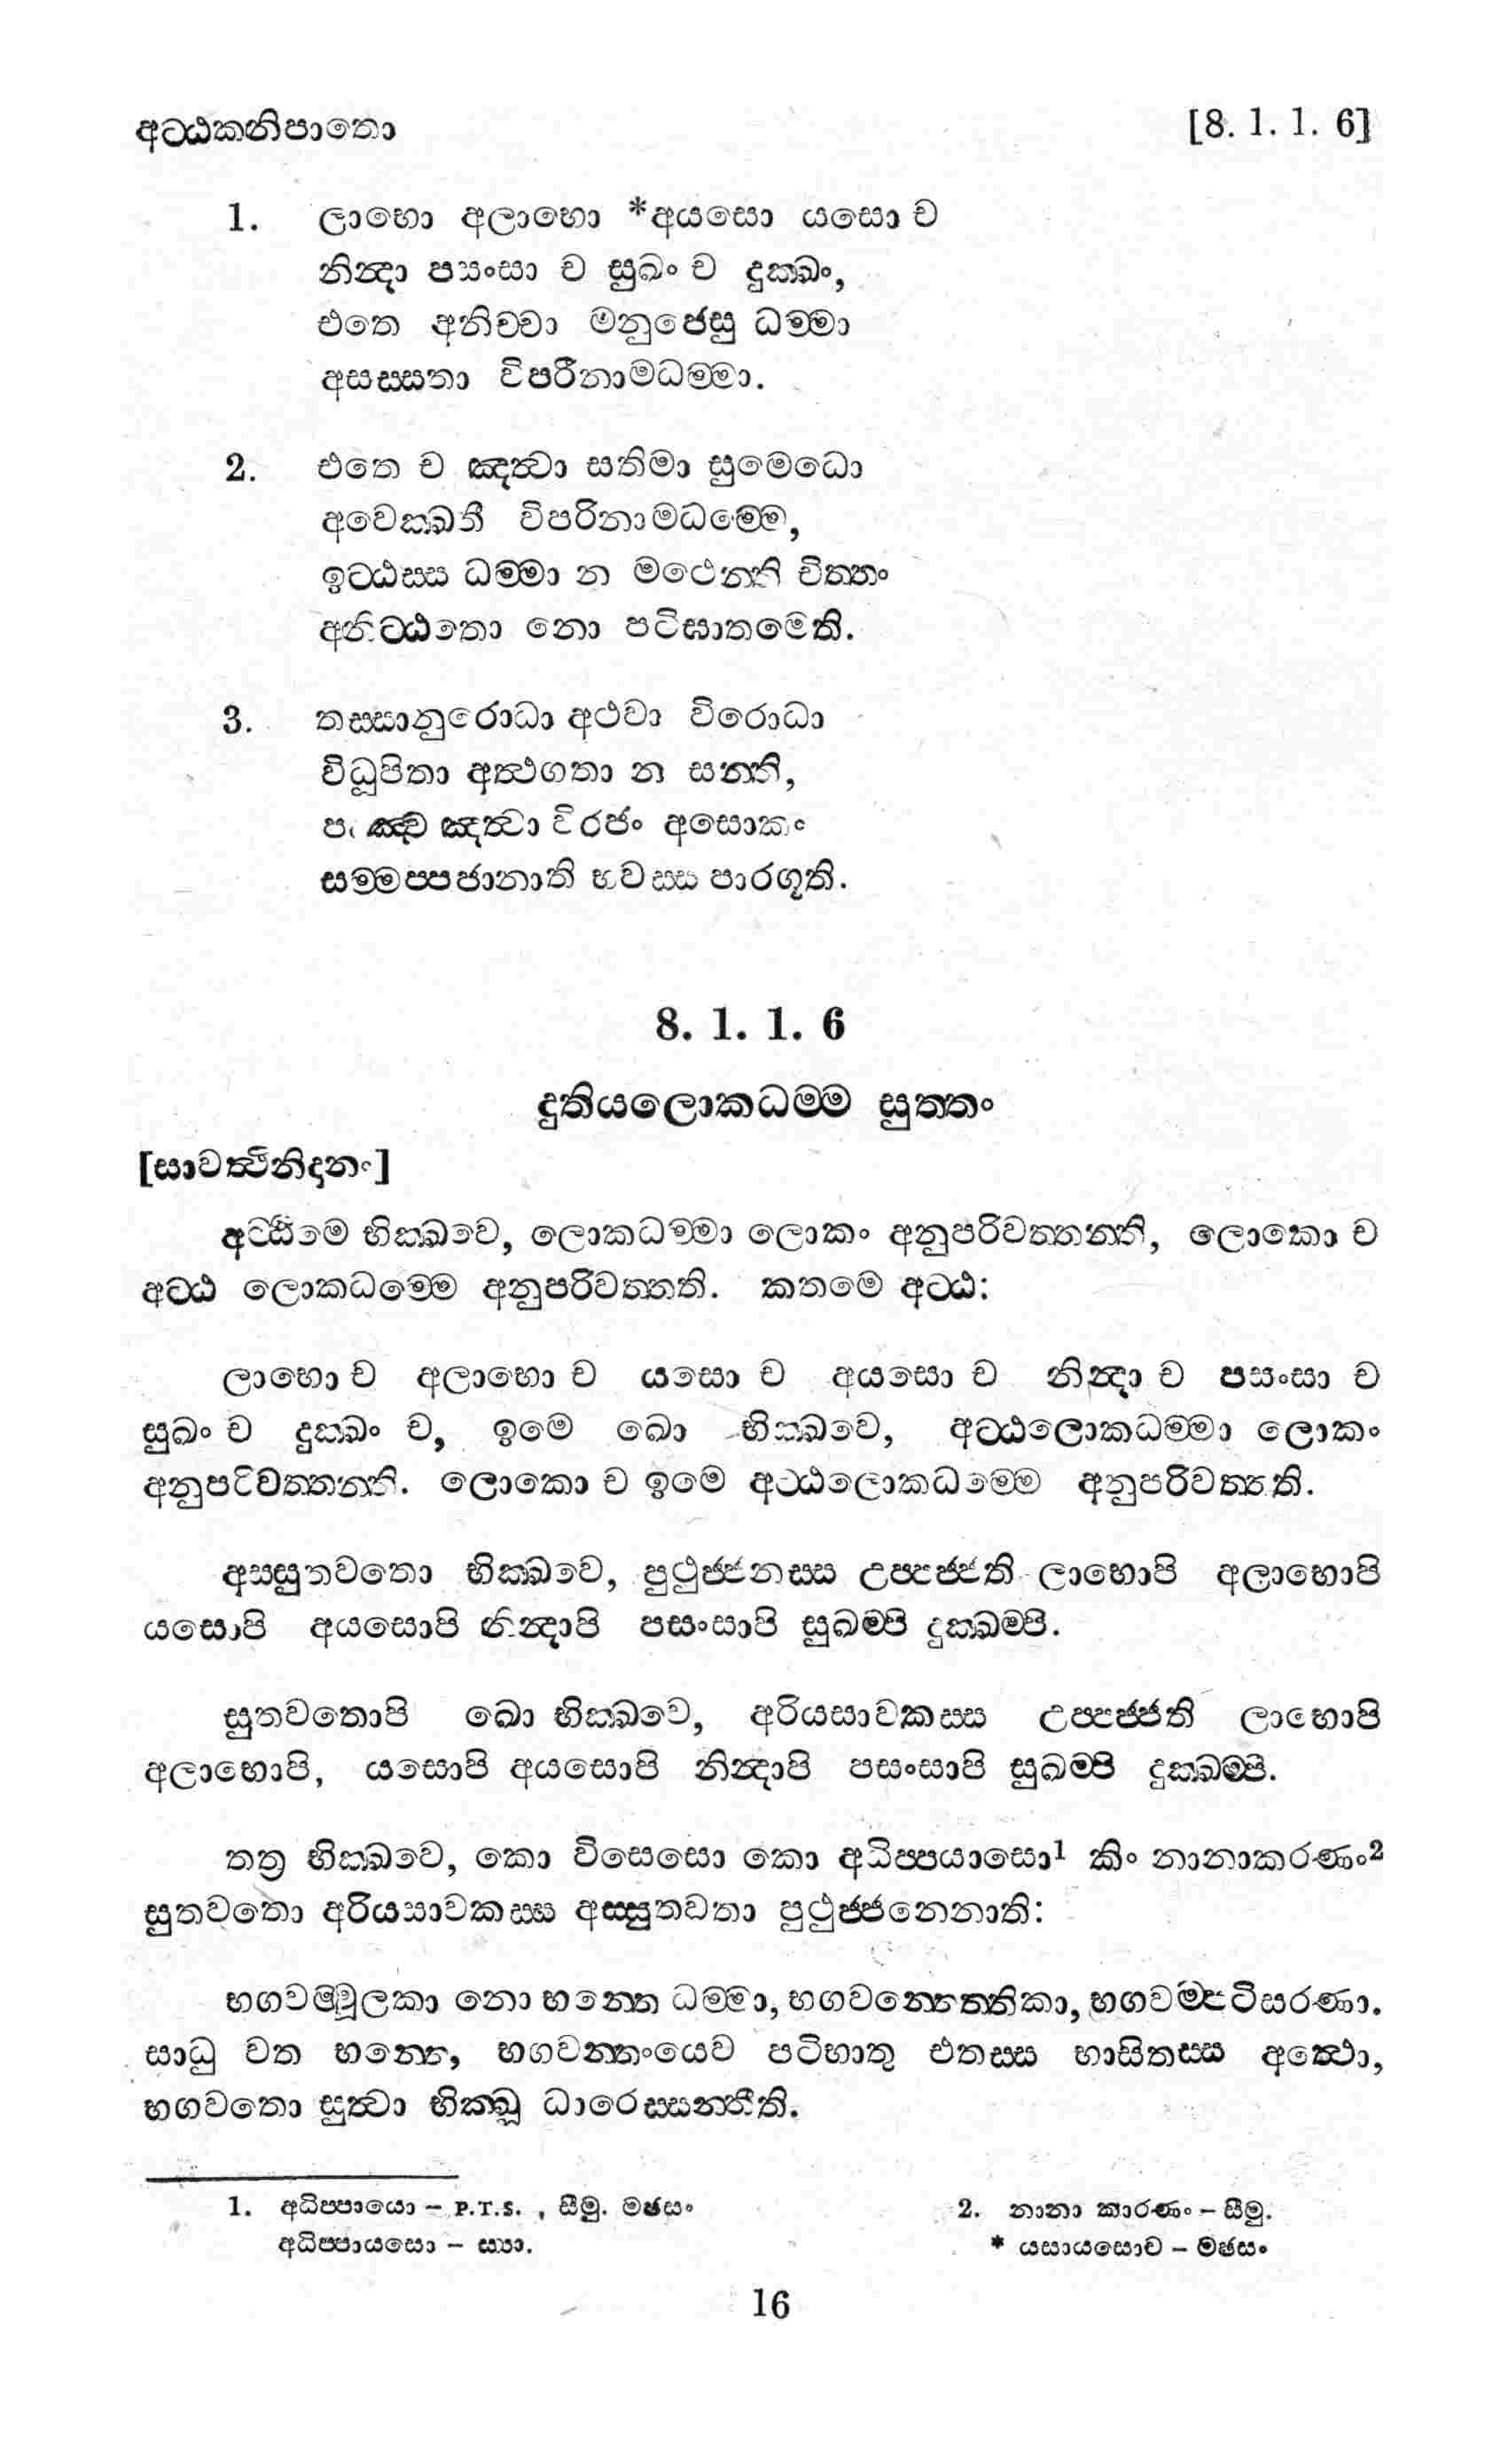 අට්ඨකනිපාතො [8. 1. 1. 6]
1. ලාභො අලාභො *අයසො යසො ච
නින්දා පසංසා ච සුඛං ච දුක්ඛං,
එතෙ අනිච්චා මනුජෙසු ධම්මා
අසස්සතා විපරීනාමධම්මා.
2. එතෙ ච ඤත්වා සතිමා සුමෙධො
අවෙක්ඛතී විපරිනාමධම්මෙ,
ඉට්ඨස්ස ධම්මා න මථෙන්ති චිත්තං
අනිට්ඨතො නො පටිඝාතමෙති.
3. තස්සානුරොධා අථවා විරොධා
විධූපිතා අත්ථගතා න සන්ති,
පඤ්ච ඤත්වා විරජං අසොකං
සම්මප්පජානාති භවස්ස පාරගූති.
8. 1. 1. 6
දුතියලොකධම්ම සුත්තං
[සාවත්ථිනිදානං]
අට්ඨිමෙ භික්ඛවෙ, ලොකධම්මා ලොකං අනුපරිවත්තන්ති, ලොකො ච
අට්ඨ ලොකධම්මෙ අනුපරිවත්තති. කතමෙ අට්ඨ:
ලාභො ච අලාභො ච යසො ච අයසො ච නින්දා ච පසංසා ච
සුඛං ච දුක්ඛං ච, ඉමෙ ඛො භික්ඛවෙ, අට්ඨලොකධම්මා ලොකං
අනුපරිවත්තන්ති. ලොකො ච ඉමෙ අට්ඨලොකධම්මෙ අනුපරිවත්තති.
අස්සුතවතො භික්ඛවෙ, පුථුජ්ජනස්ස උප්පජ්ජති ලාභොපි අලාභොපි
යසොපි අයසොපි නින්දාපි පසංසාපි සුඛම්පි දුක්ඛම්පි.
සුතවතොපි ඛො භික්ඛවෙ, අරියසාවකස්ස උප්පජ්ජති ලාභොපි
අලාභොපි, යසොපි අයසොපි නින්දාපි පසංසාපි සුඛම්පි දුක්ඛම්පි.
තත්‍ර භික්ඛවෙ, කො විසෙසො කො අධිප්පයාසො1 කිං නානාකරණං2
සුතවතො අරියසාවකස්ස අස්සුතවතා පුථුජ්ජනෙනාති:
භගවම්මූලකා නො භන්තෙ ධම්මා, භගවන්නෙත්තිකා, භගවම්පටිසරණා.
සාධු වත භන්තෙ, භගවන්තංයෙව පටිභාතු එතස්ස භාසිතස්ස අත්ථො,
භගවතො සුත්වා භික්ඛූ ධාරෙස්සන්තීති.
1. අධිප්පායො – P.T.S. , සීමු. මජසං 2. නානා කාරණං – සීමු.
අධිප්පායසො – ස්‍යා. * යසායසොච – මජසං
16